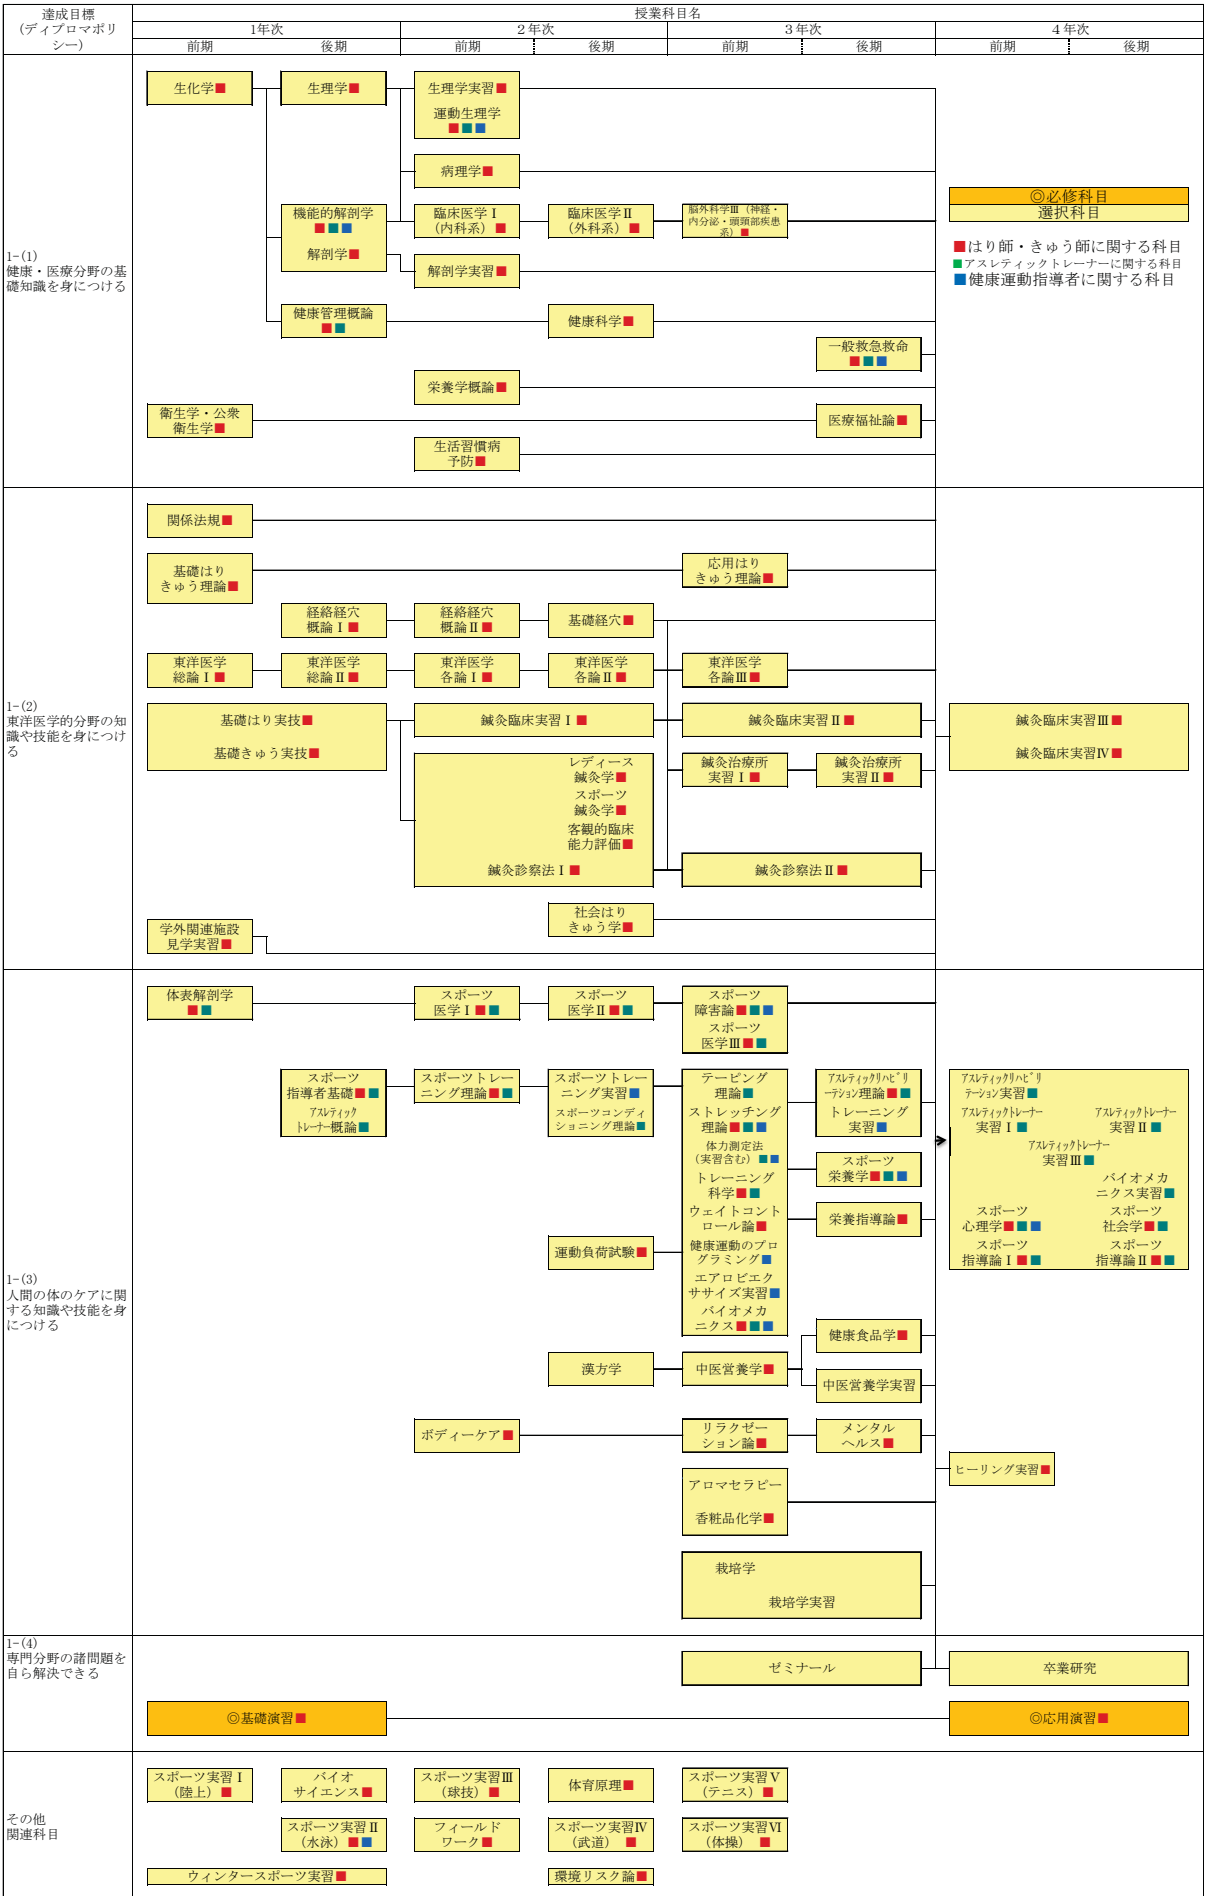 達成目標
(ディプロマポリシー)
授業科目名
1年次
2年次
3年次
4年次
前期
後期
前期
後期
前期
後期
前期
後期
1-(1)
健康・医療分野の基
礎知識を身につける
生化学■
生理学■
生理学実習■
運動生理学
■■■
病理学■
機能的解剖学
■■■
解剖学■
臨床医学Ⅰ
(内科系)■
臨床医学Ⅱ
(外科系)■
脳外科学Ⅲ(神経・
内分泌・頭頸部疾患
系)■
解剖学実習■
健康管理概論
■■
健康科学■
一般救急救命
■■■
栄養学概論■
衛生学・公衆
衛生学■
医療福祉論■
生活習慣病
予防■
◎必修科目
選択科目
■はり師・きゅう師に関する科目
■アスレティックトレーナーに関する科目
■健康運動指導者に関する科目
1-(2)
東洋医学的分野の知
識や技能を身につけ
る
関係法規■
基礎はり
きゅう理論■
応用はり
きゅう理論■
経絡経穴
概論Ⅰ■
経絡経穴
概論Ⅱ■
基礎経穴■
東洋医学
総論Ⅰ■
東洋医学
総論Ⅱ■
東洋医学
各論Ⅰ■
東洋医学
各論Ⅱ■
東洋医学
各論Ⅲ■
基礎はり実技■
基礎きゅう実技■
鍼灸臨床実習Ⅰ■
鍼灸臨床実習Ⅱ■
鍼灸臨床実習Ⅲ■
鍼灸臨床実習Ⅳ■
レディース
鍼灸学■
スポーツ
鍼灸学■
客観的臨床
能力評価■
鍼灸診察法Ⅰ■
鍼灸治療所
実習Ⅰ■
鍼灸治療所
実習Ⅱ■
鍼灸診察法Ⅱ■
社会はり
きゅう学■
学外関連施設
見学実習■
1-(3)
人間の体のケアに関
する知識や技能を身
につける
体表解剖学
■■
スポーツ
医学Ⅰ■■
スポーツ
医学Ⅱ■■
スポーツ
障害論■■■
スポーツ
医学Ⅲ■■
スポーツ
指導者基礎■■
アスレティック
トレーナー概論■
スポーツトレー
ニング理論■■
スポーツトレー
ニング実習■
スポーツコンディ
ショニング理論■
テーピング
理論■
ストレッチング
理論■■■
体力測定法
(実習含む)■■
トレーニング
科学■■
ウェイトコント
ロール論■
健康運動のプロ
グラミング■
エアロビエク
ササイズ実習■
バイオメカ
ニクス■■■
アスレティックリハビリ
テーション理論■■
トレーニング
実習■
スポーツ
栄養学■■■
栄養指導論■
運動負荷試験■
アスレティックリハビリ
テーション実習■
アスレティックトレーナー
実習Ⅰ■
アスレティックトレーナー
実習Ⅱ■
アスレティックトレーナー
実習Ⅲ■
バイオメカ
ニクス実習■
スポーツ
心理学■■■
スポーツ
社会学■■
スポーツ
指導論Ⅰ■■
スポーツ
指導論Ⅱ■■
健康食品学■
漢方学
中医営養学■
中医営養学実習
ボディーケア■
リラクゼー
ション論■
メンタル
ヘルス■
ヒーリング実習■
アロマセラピー
香粧品化学■
栽培学
栽培学実習
1-(4)
専門分野の諸問題を
自ら解決できる
ゼミナール
卒業研究
◎基礎演習■
◎応用演習■
その他
関連科目
スポーツ実習Ⅰ
(陸上)■
バイオ
サイエンス■
スポーツ実習Ⅲ
(球技)■
体育原理■
スポーツ実習Ⅴ
(テニス)■
スポーツ実習Ⅱ
(水泳)■■
フィールド
ワーク■
スポーツ実習Ⅳ
(武道)■
スポーツ実習Ⅵ
(体操)■
ウィンタースポーツ実習■
環境リスク論■